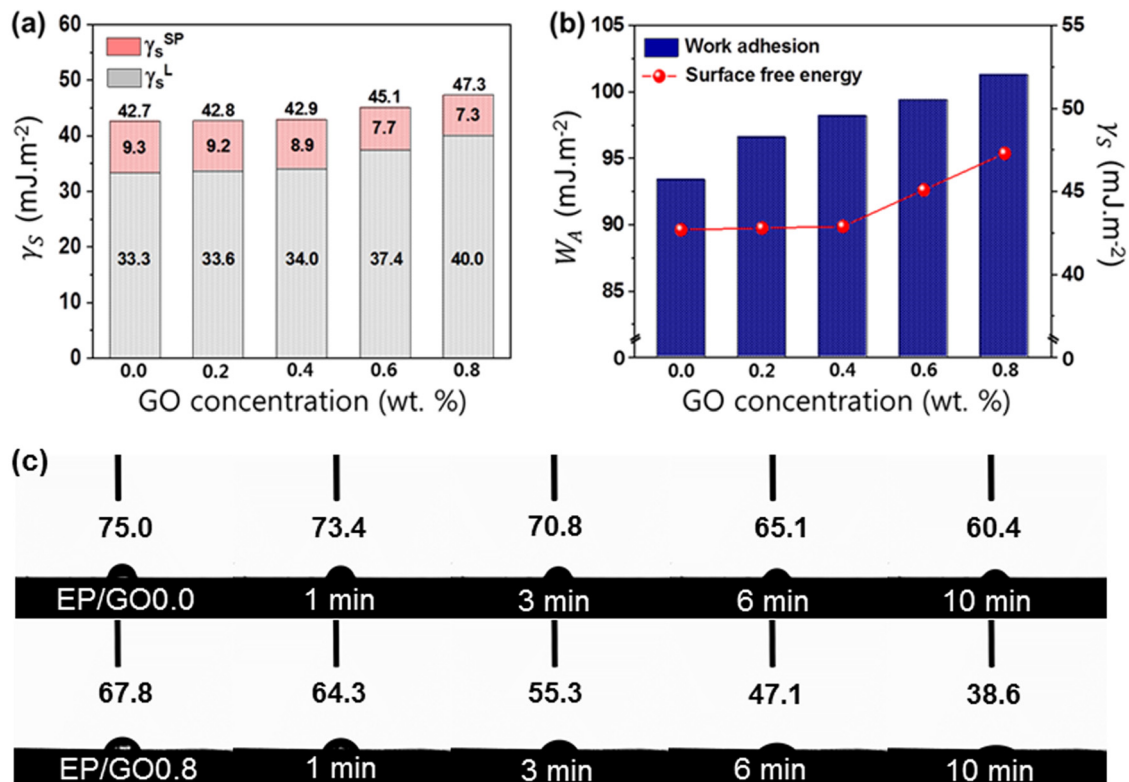 (a)
γₛ (mJ.m⁻²)
60
50
40
30
20
10
0
γₛ^SP
γₛ^L
42.7 42.8 42.9 45.1 47.3
9.3 9.2 8.9 7.7 7.3
33.3 33.6 34.0 37.4 40.0
0.0 0.2 0.4 0.6 0.8
GO concentration (wt. %)
(b)
W_A (mJ.m⁻²)
105
100
95
90
85
0
Work adhesion
Surface free energy
55
50
45
40
0
γ_S (mJ.m⁻²)
0.0 0.2 0.4 0.6 0.8
GO concentration (wt. %)
(c)
75.0 73.4 70.8 65.1 60.4
EP/GO0.0 1 min 3 min 6 min 10 min
67.8 64.3 55.3 47.1 38.6
EP/GO0.8 1 min 3 min 6 min 10 min